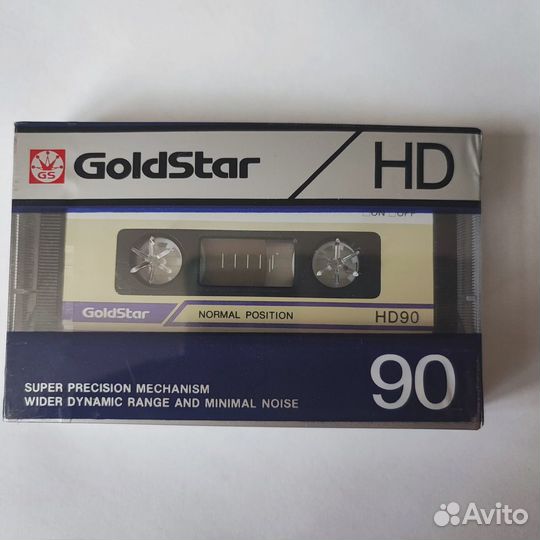 GS GoldStar HD
□ON □OFF
GoldStar NORMAL POSITION HD90
SUPER PRECISION MECHANISM
WIDER DYNAMIC RANGE AND MINIMAL NOISE
90
Avito